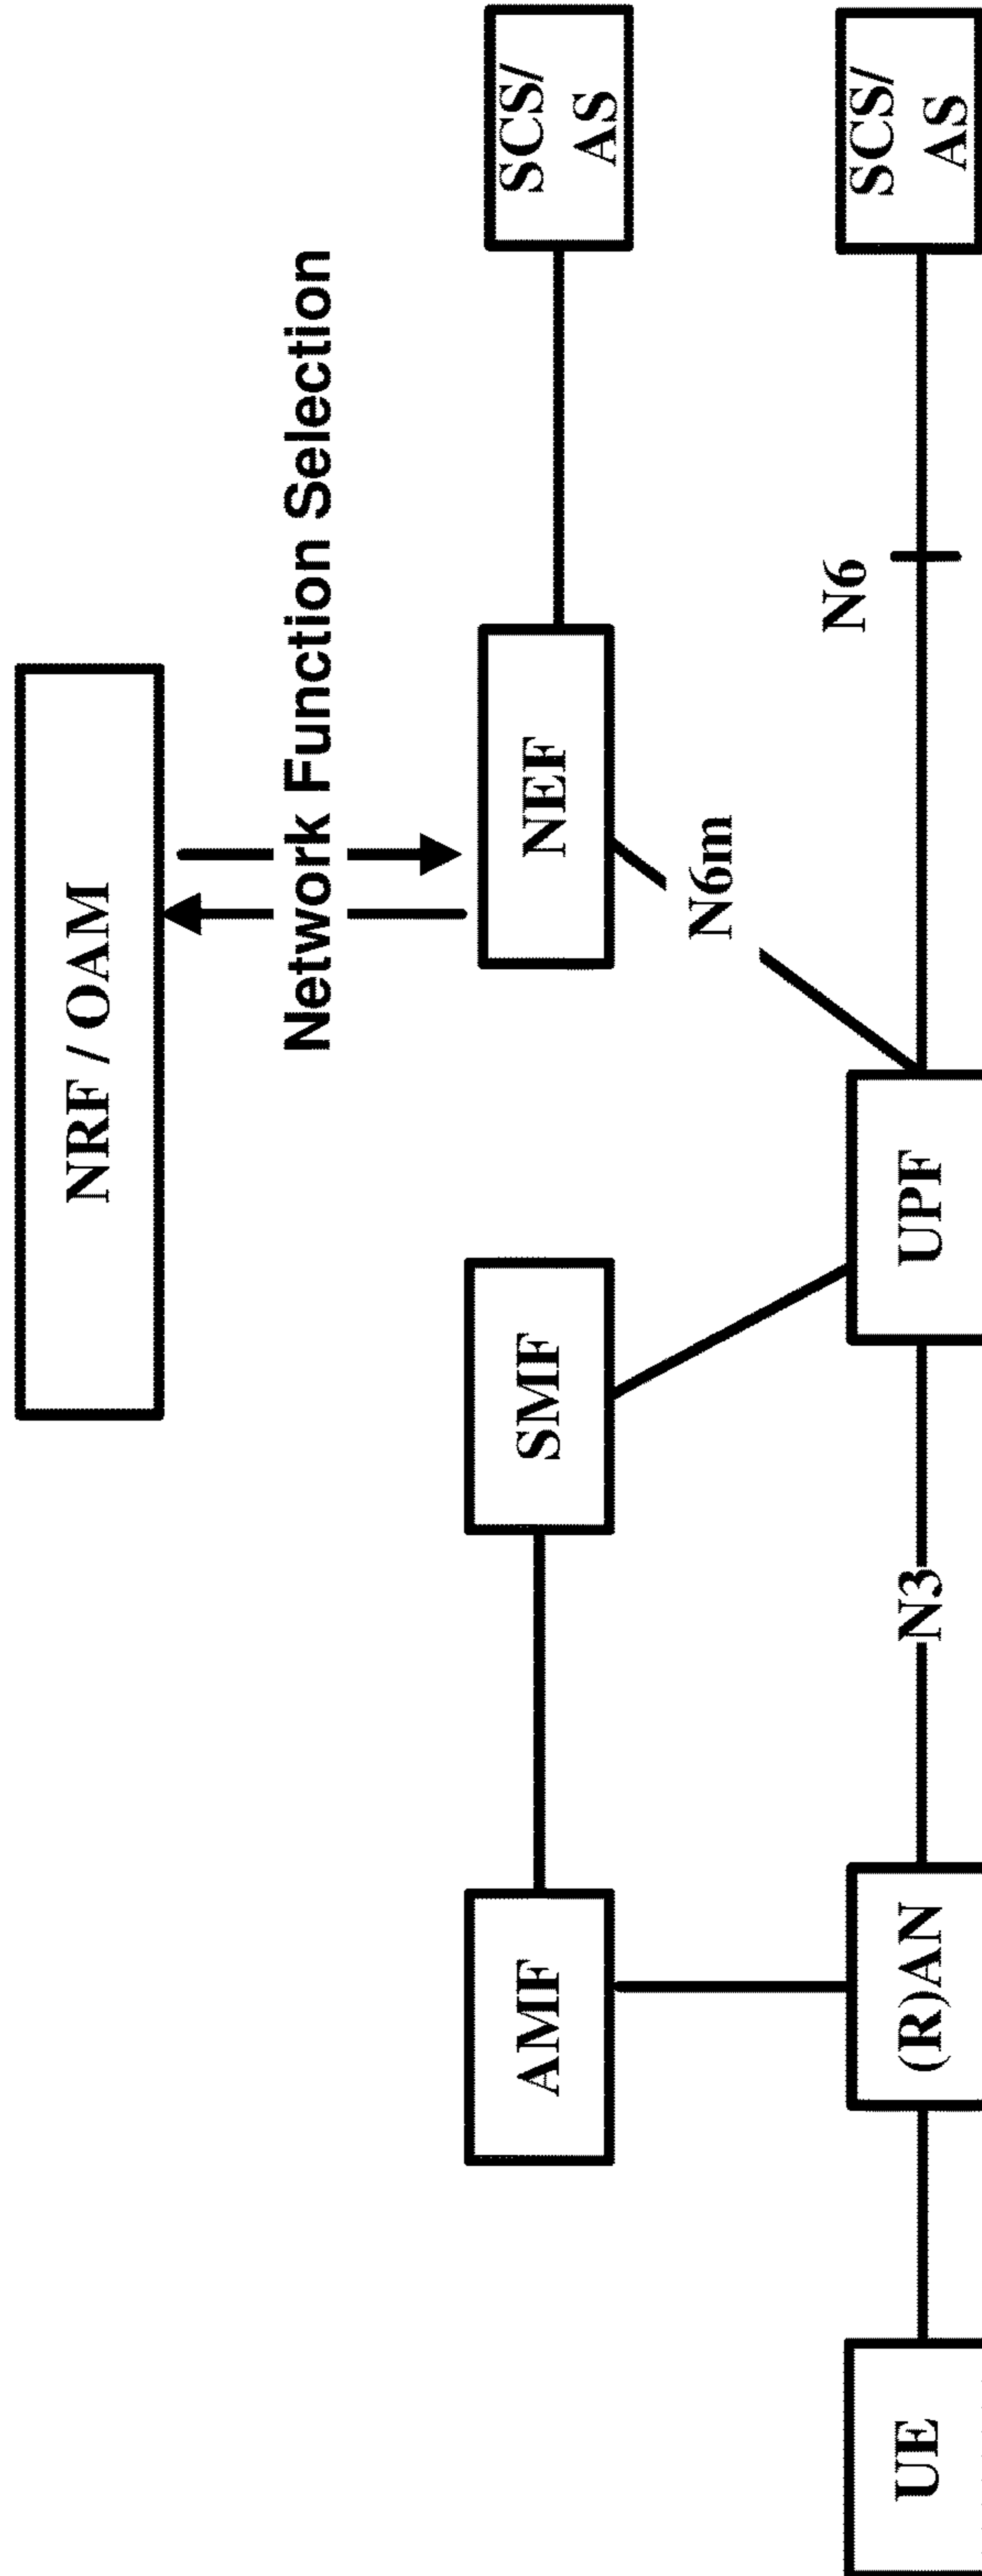 NRF / OAM
Network Function Selection
AMF
SMF
NEF
SCS/
AS
N6m
N6
UE
(R)AN
N3
UPF
SCS/
AS